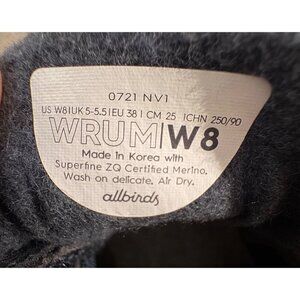 0721 NV1
US W8|UK 5-5.5|EU 38|CM 25|CHN 250/90
WRUM|W8
Made in Korea with
Superfine ZQ Certified Merino.
Wash on delicate. Air Dry.
allbirds